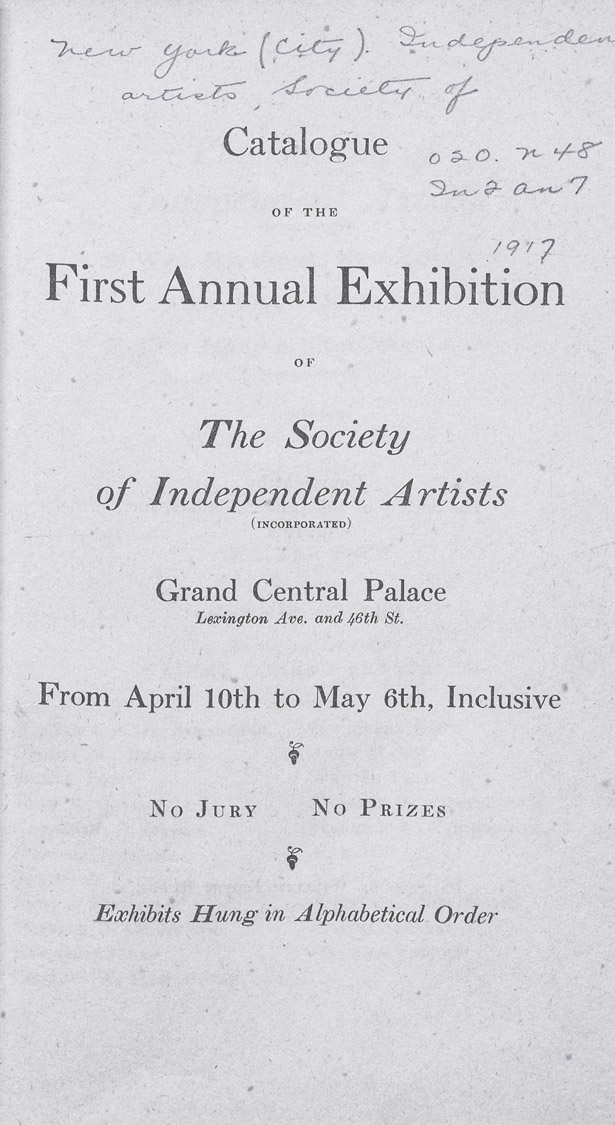 New York (City). Independen
artists, Society of
Catalogue
020. N48
In2 an7
OF THE
1917
First Annual Exhibition
OF
The Society
of Independent Artists
(INCORPORATED)
Grand Central Palace
Lexington Ave. and 46th St.
From April 10th to May 6th, Inclusive
No Jury No Prizes
Exhibits Hung in Alphabetical Order